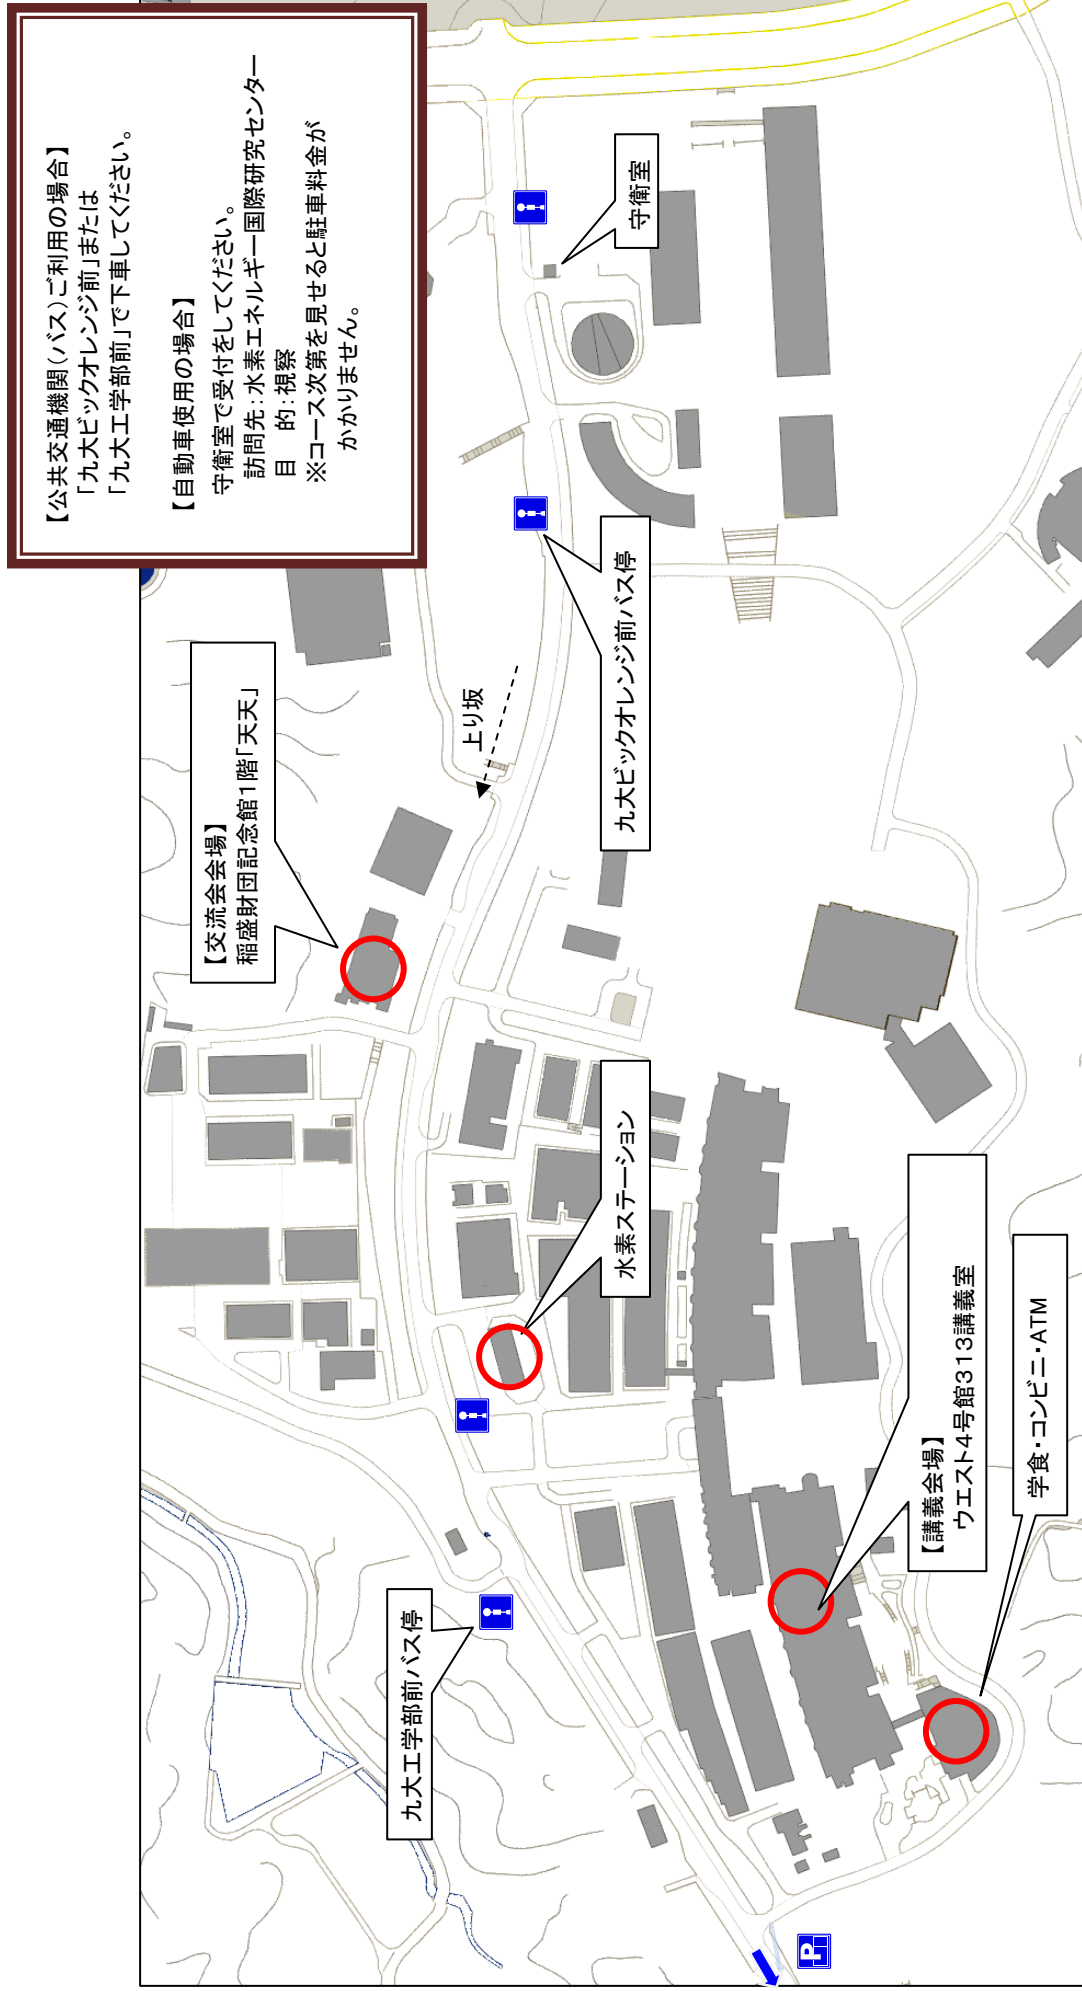 【公共交通機関(バス)ご利用の場合】
「九大ビックオレンジ前」または
「九大工学部前」で下車してください。
【自動車使用の場合】
守衛室で受付をしてください。
訪問先:水素エネルギー国際研究センター
目　的:視察
※コース次第を見せると駐車料金が
かかりません。
守衛室
九大ビックオレンジ前バス停
上り坂
【交流会会場】
稲盛財団記念館1階「天天」
水素ステーション
【講義会場】
ウエスト4号館313講義室
学食・コンビニ・ATM
九大工学部前バス停
P